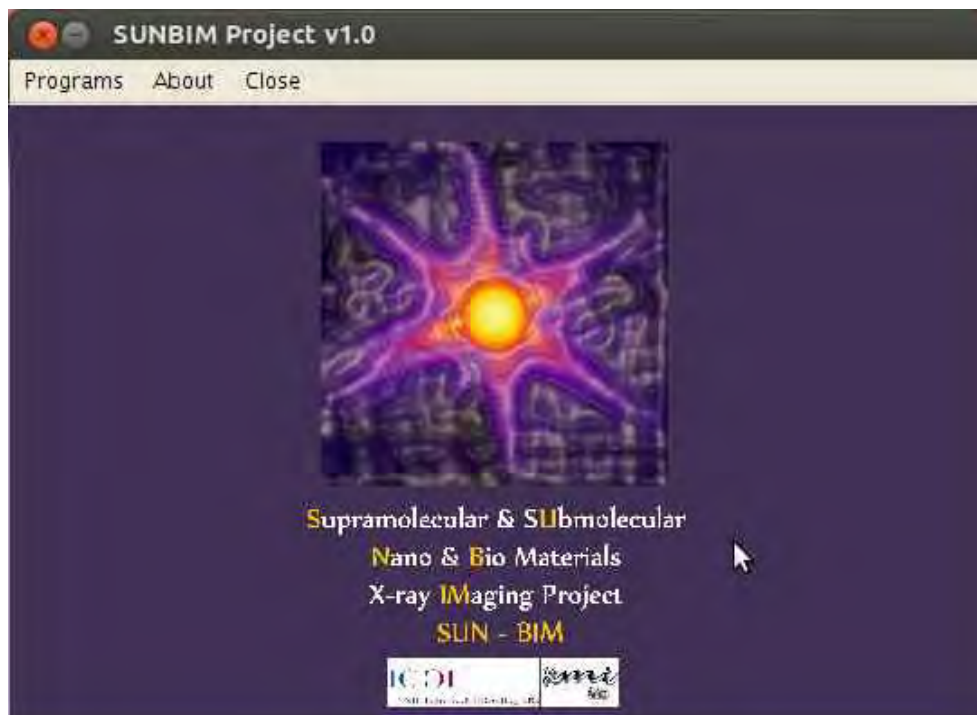 SUNBIM Project v1.0
Programs About Close
Supramolecular & SUbmolecular
Nano & Bio Materials
X-ray IMaging Project
SUN - BIM